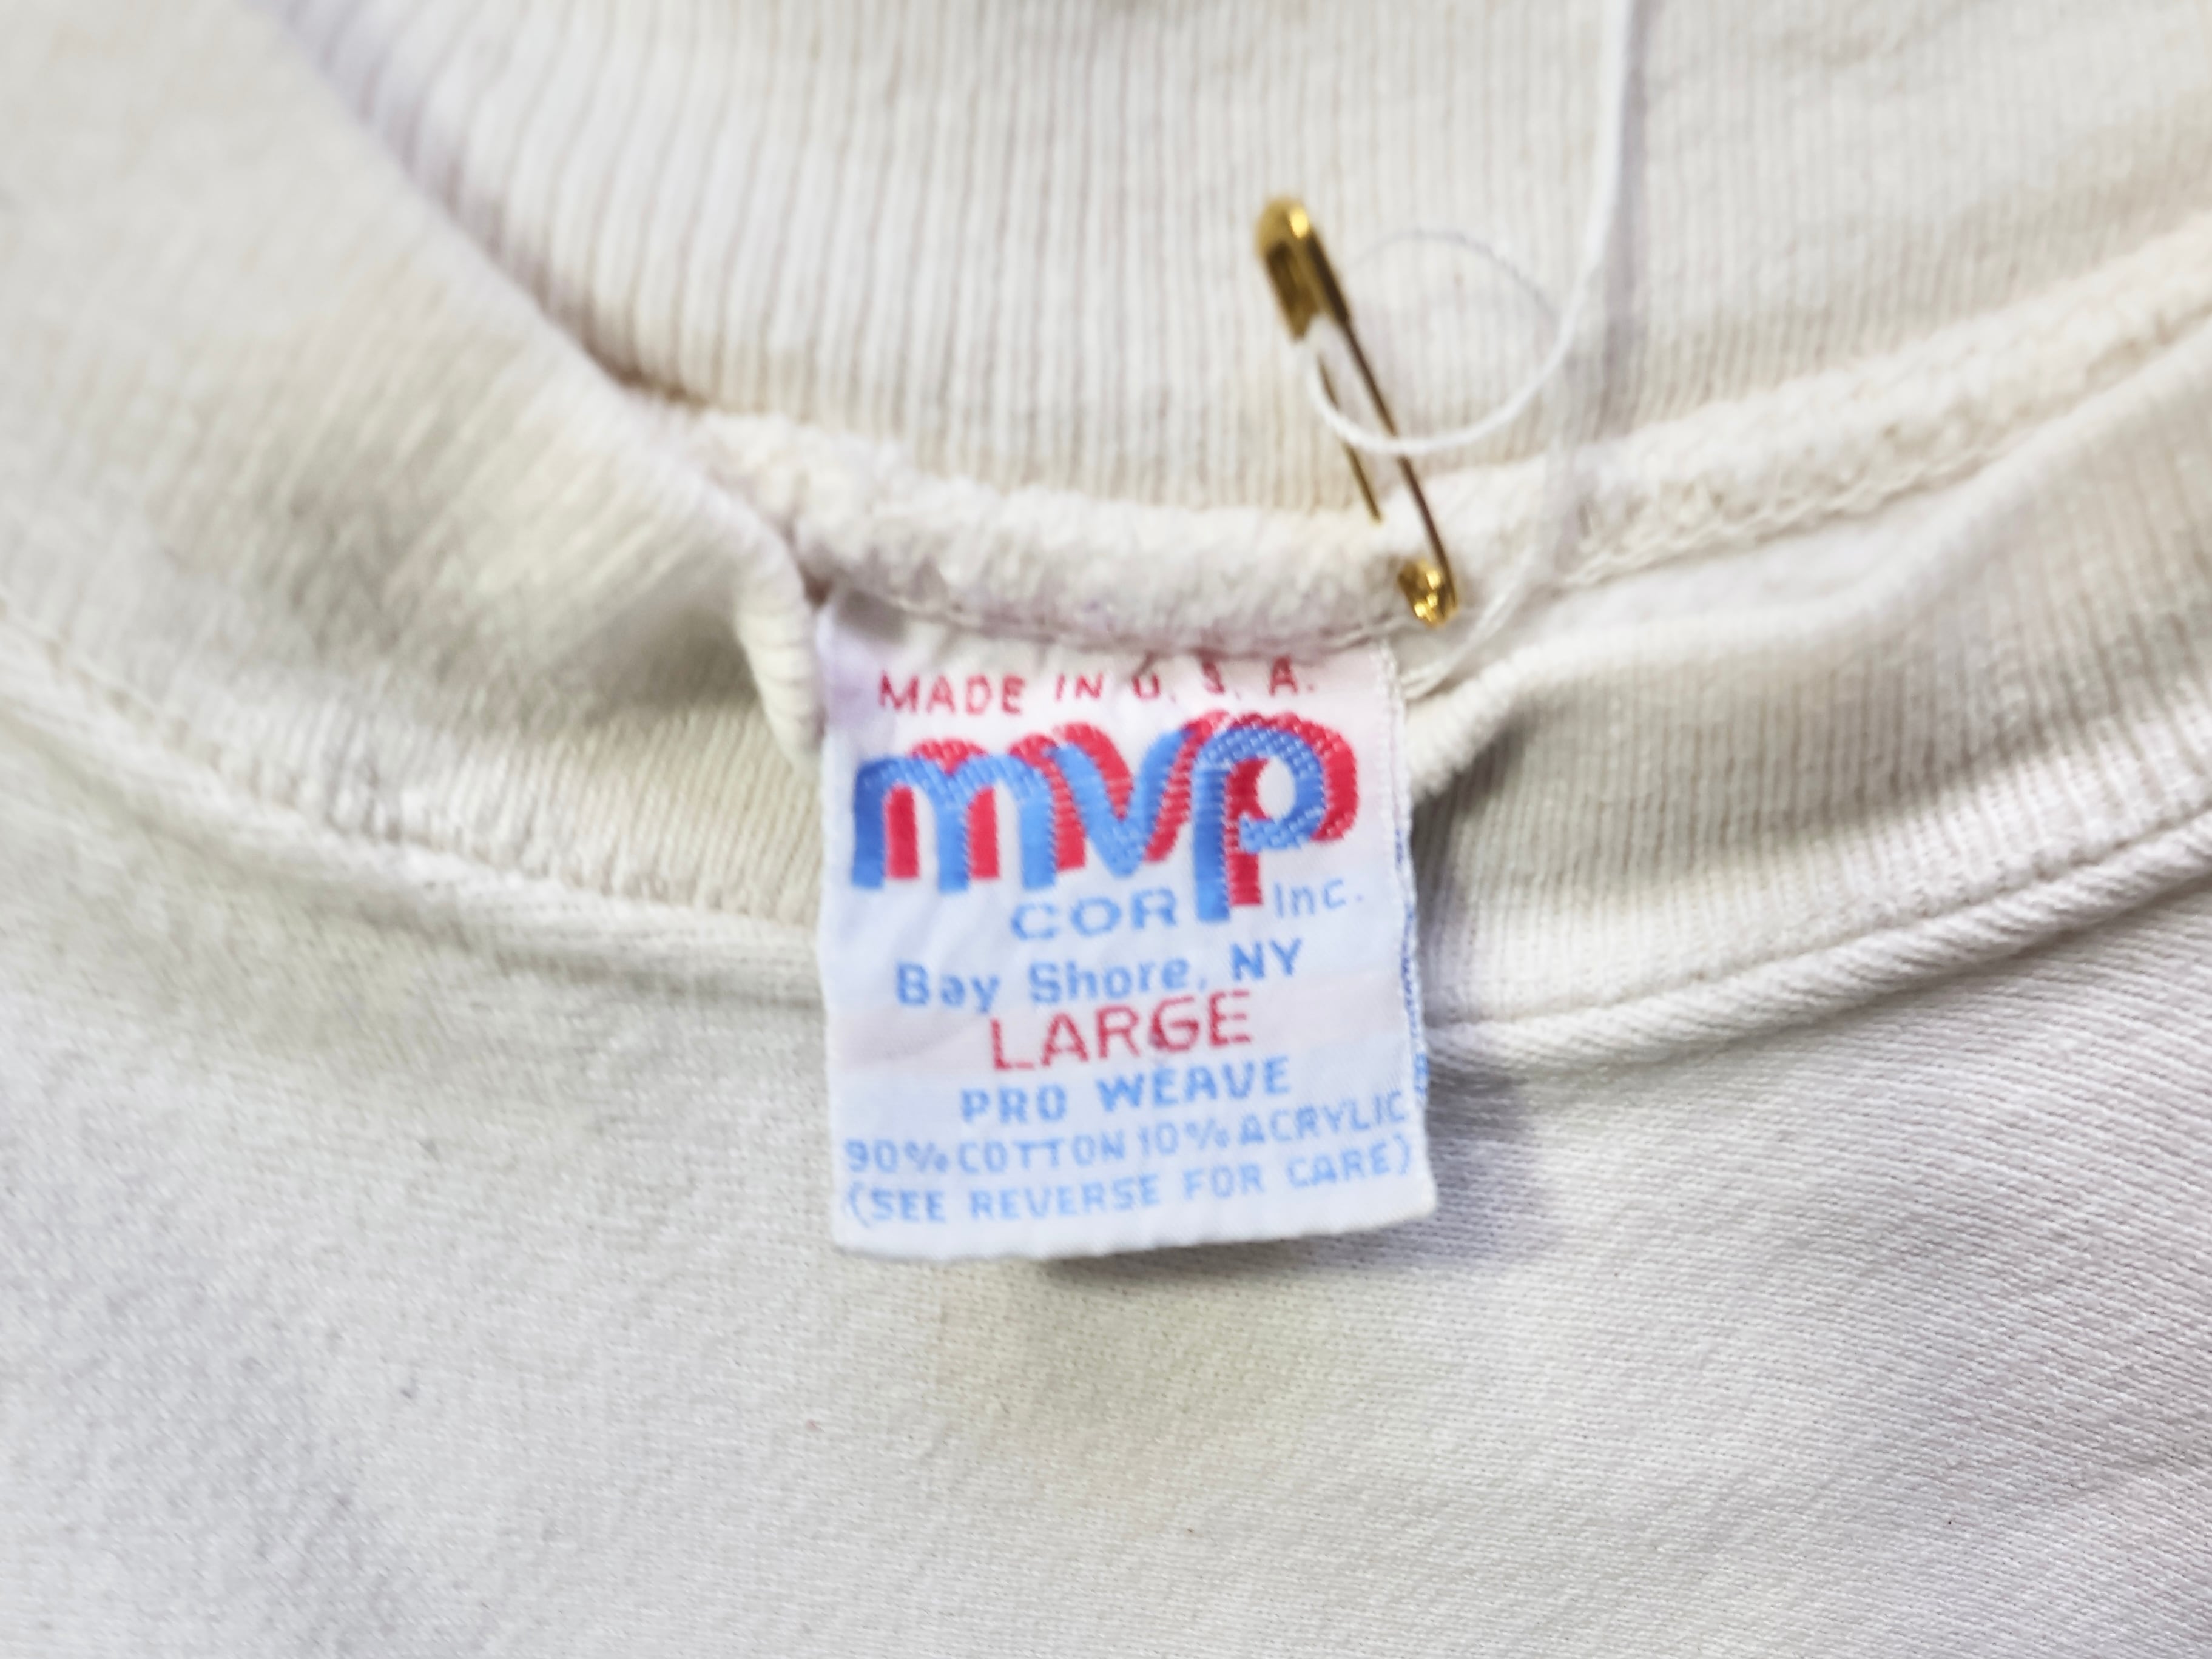 MADE IN U. S. A.
mvp
COR Inc.
Bay Shore, NY
LARGE
PRO WEAVE
90% COTTON 10% ACRYLIC
(SEE REVERSE FOR CARE)